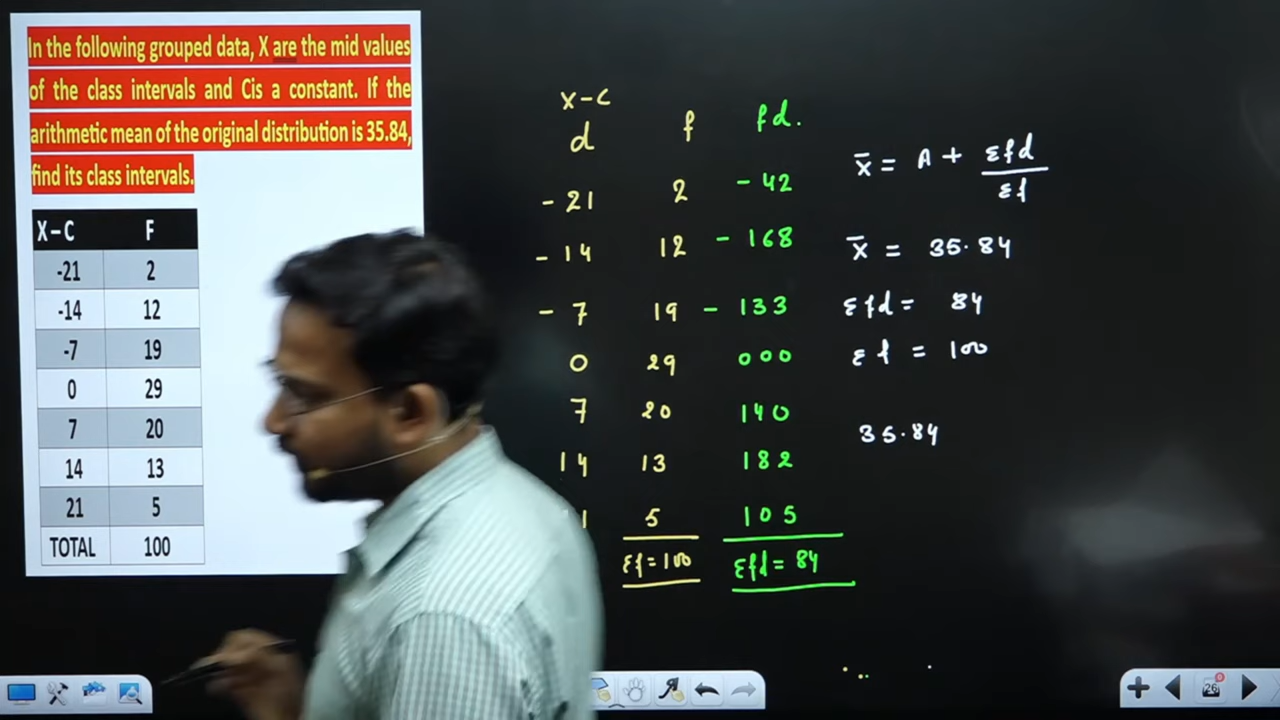 In the following grouped data, X are the mid values
of the class intervals and Cis a constant. If the
arithmetic mean of the original distribution is 35.84,
find its class intervals.
X – C F
-21 2
-14 12
-7 19
0 29
7 20
14 13
21 5
TOTAL 100
x-c
d f fd.
-21 2 -42
-14 12 -168
-7 19 -133
0 29 000
7 20 140
14 13 182
1 5 105
Σf=100 Σfd=84
x̄ = A + Σfd
Σf
x̄ = 35.84
Σfd = 84
Σf = 100
35.84
26